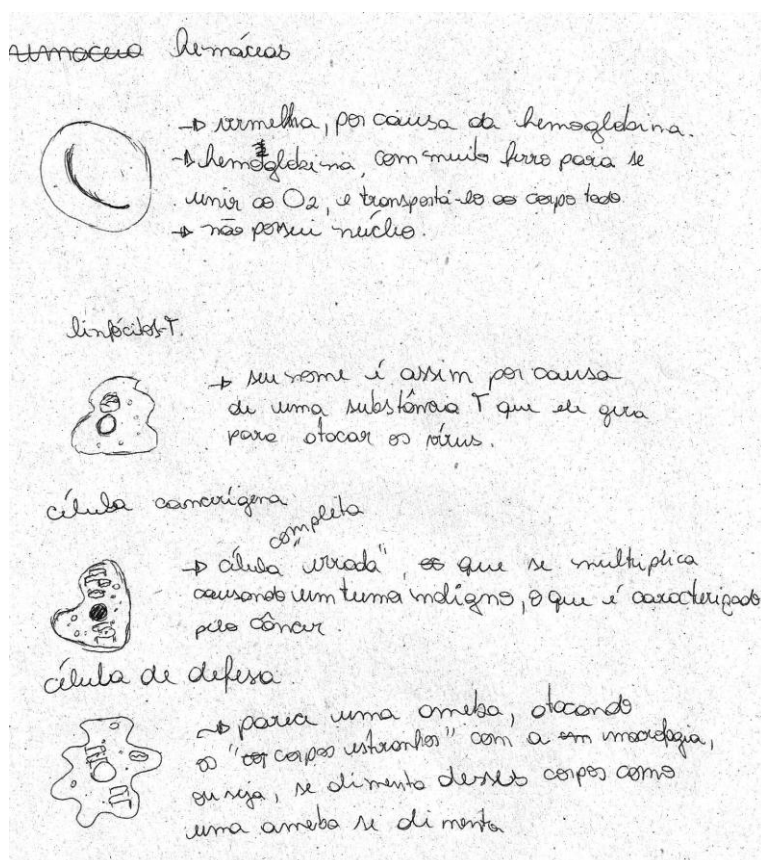 hemáceas
→ vermelha, por causa da hemoglobina.
→ hemoglobina, com muito ferro para se
unir ao O2, e transportá-lo ao corpo todo.
→ não possui núcleo.
linfócitos-T.
→ seu nome é assim por causa
de uma substância T que ele gera
para atacar os vírus.
célula cancerígena
completa
→ célula "errada", que se multiplica
causando um tumor maligno, o que é caracterizado
pelo câncer.
célula de defesa
→ parece uma ameba, atacando
os "corpos estranhos" com a
ou seja, se alimenta desses corpos como
uma ameba se alimenta